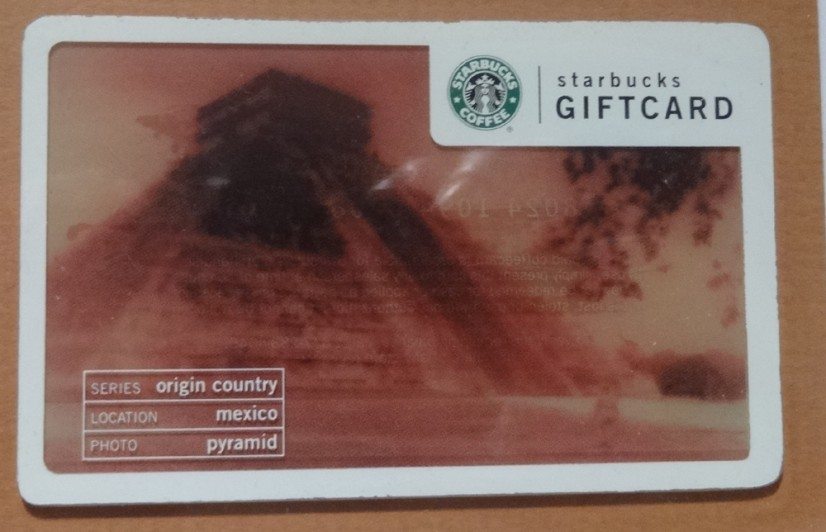 STARBUCKS
COFFEE
starbucks
GIFTCARD
SERIES origin country
LOCATION mexico
PHOTO pyramid